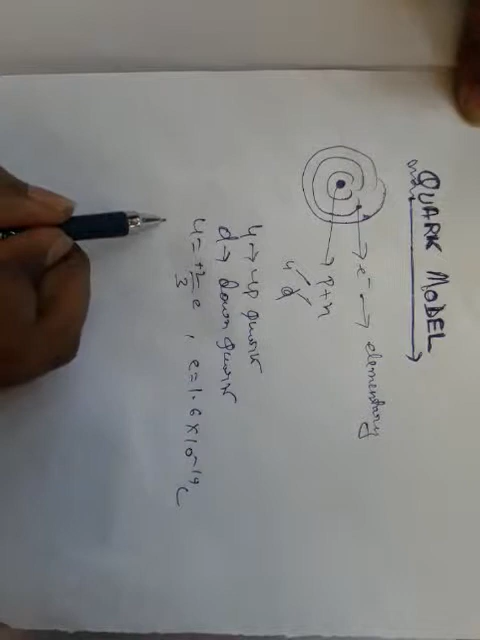 QUARK MODEL
e⁻ → elementary
→ p+n
u d
u → up quark
d → down quark
u = +2/3 e , e = 1.6 × 10⁻¹⁹ C